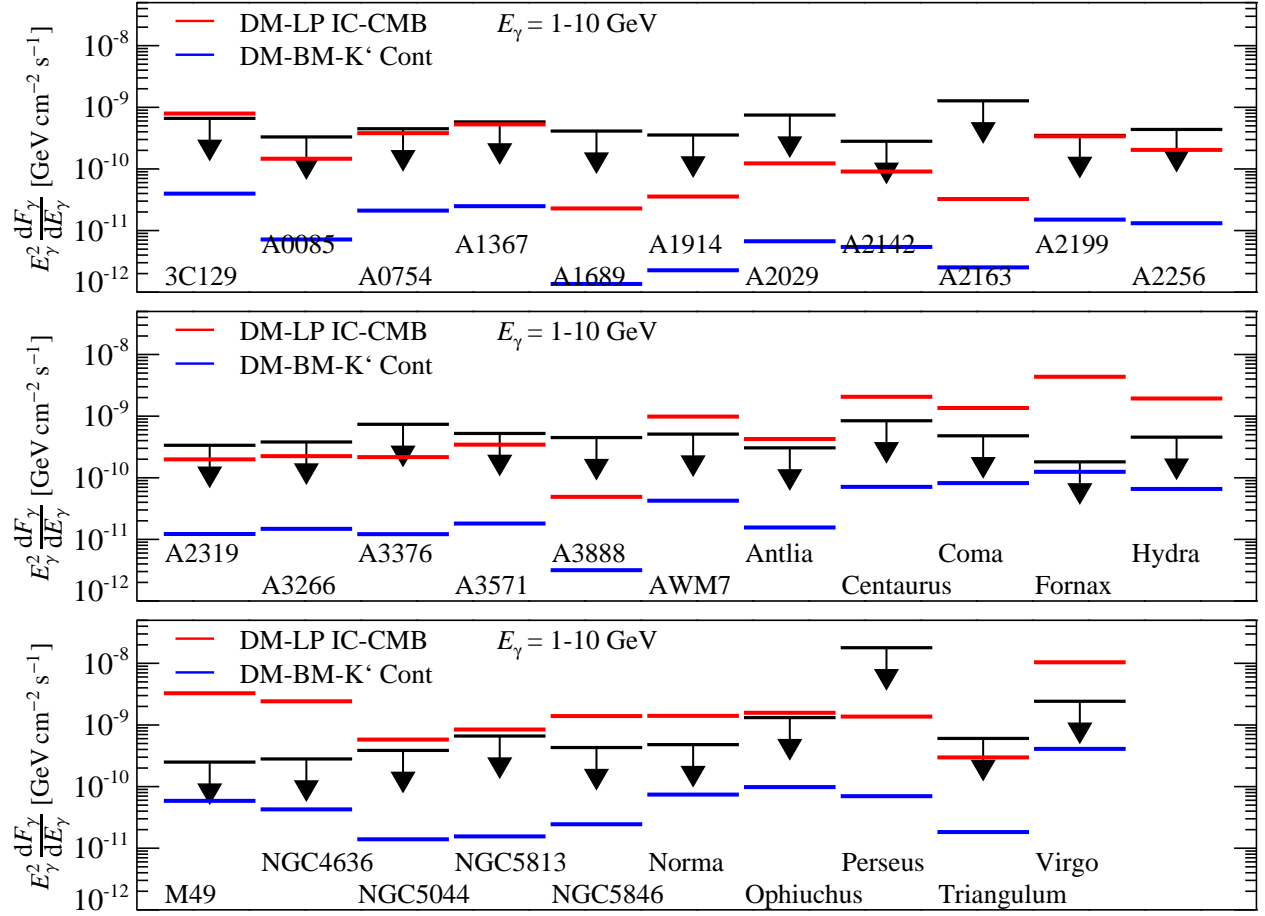 DM-LP IC-CMB E_γ = 1-10 GeV
DM-BM-K‘ Cont
E_γ^2 dF_γ/dE_γ [GeV cm^−2 s^−1]
10^-8
10^-9
10^-10
10^-11
10^-12
A0085 A1367 A1914 A2142 A2199
3C129 A0754 A1689 A2029 A2163 A2256
DM-LP IC-CMB E_γ = 1-10 GeV
DM-BM-K‘ Cont
E_γ^2 dF_γ/dE_γ [GeV cm^−2 s^−1]
10^-8
10^-9
10^-10
10^-11
10^-12
A2319 A3376 A3888 Antlia Coma Hydra
A3266 A3571 AWM7 Centaurus Fornax
DM-LP IC-CMB E_γ = 1-10 GeV
DM-BM-K‘ Cont
E_γ^2 dF_γ/dE_γ [GeV cm^−2 s^−1]
10^-8
10^-9
10^-10
10^-11
10^-12
NGC4636 NGC5813 Norma Perseus Virgo
M49 NGC5044 NGC5846 Ophiuchus Triangulum